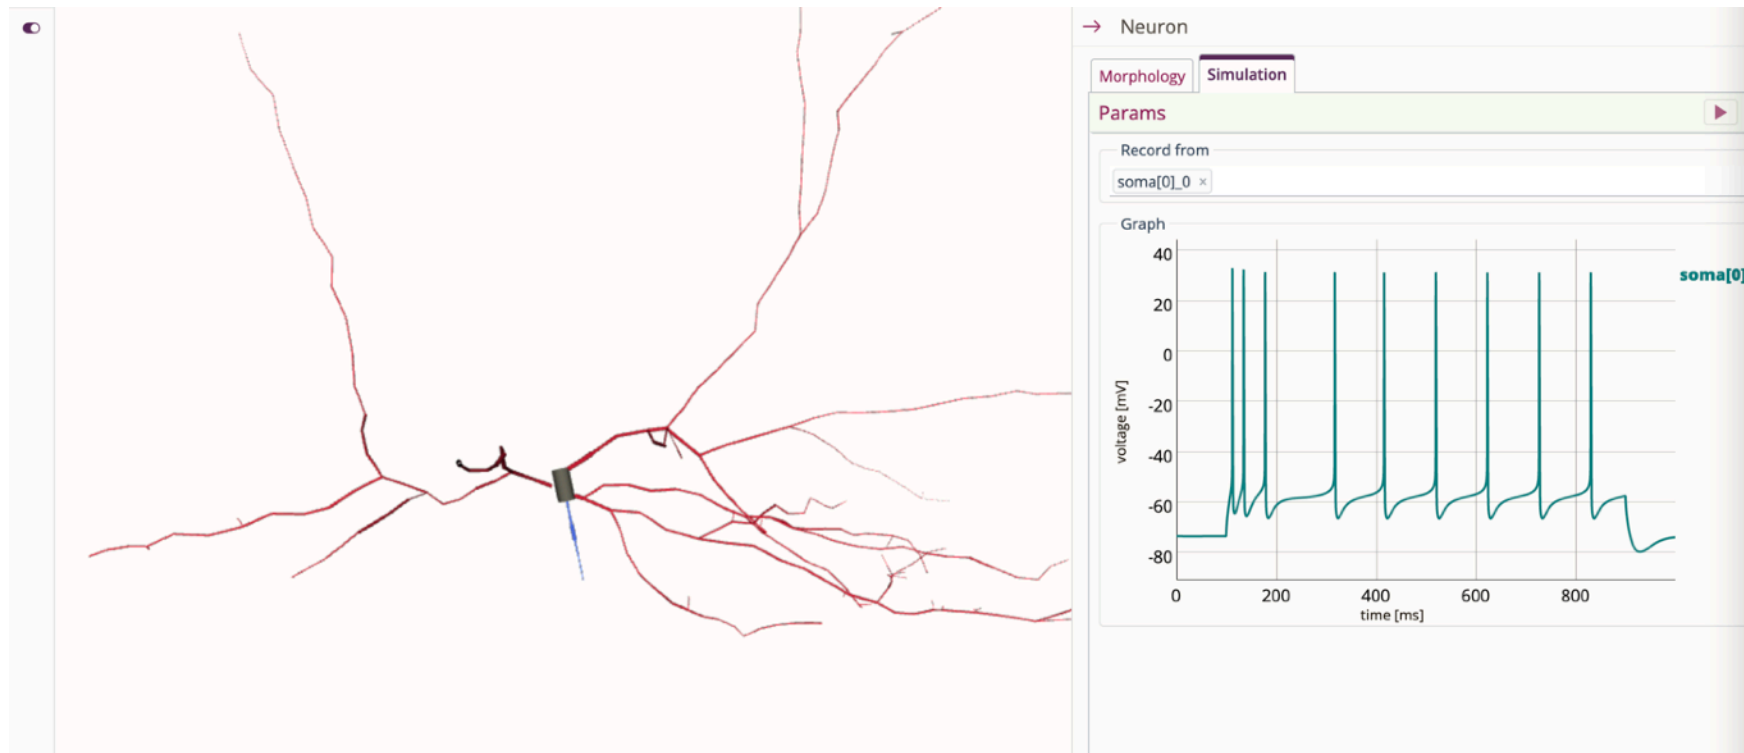 Neuron
Morphology Simulation
Params
Record from
soma[0]_0 ×
Graph
40
20
0
-20
-40
-60
-80
voltage [mV]
soma[0]
0 200 400 600 800
time [ms]